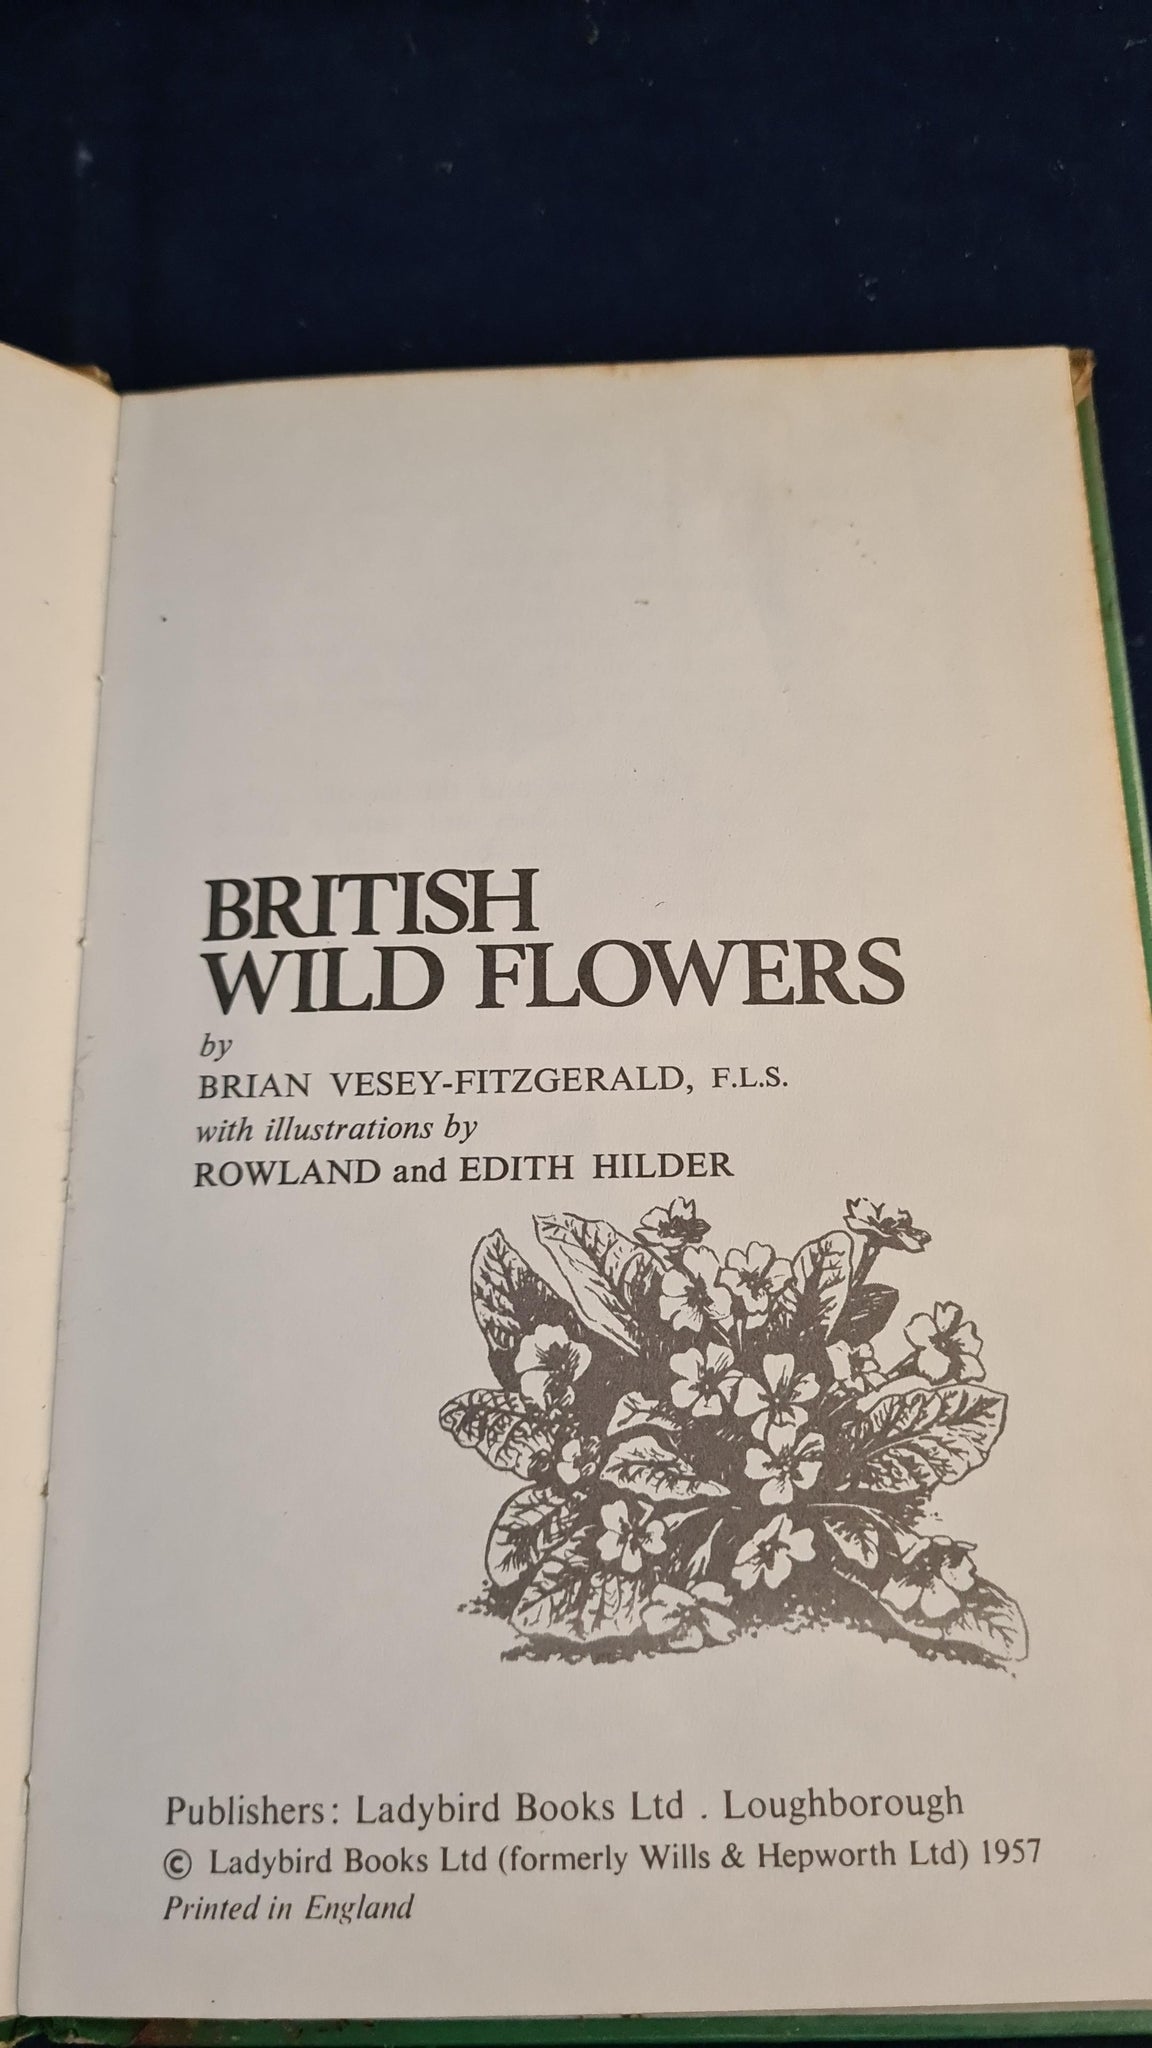 BRITISH
WILD FLOWERS
by
BRIAN VESEY-FITZGERALD, F.L.S.
with illustrations by
ROWLAND and EDITH HILDER
Publishers: Ladybird Books Ltd . Loughborough
© Ladybird Books Ltd (formerly Wills & Hepworth Ltd) 1957
Printed in England